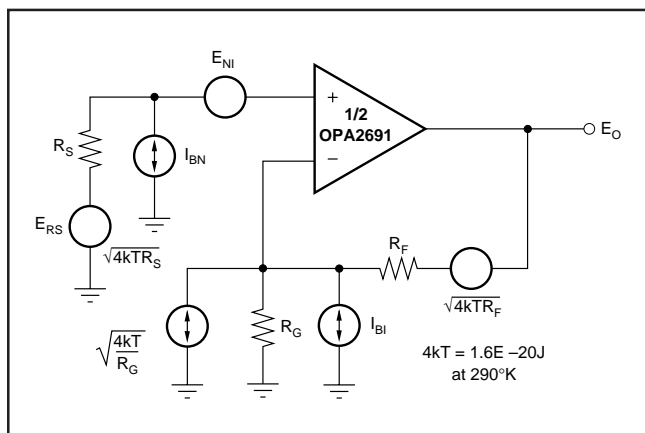 E_NI
+
1/2
OPA2691
−
E_O
R_S
I_BN
E_RS
√4kTR_S
R_F
√4kTR_F
√4kT/R_G
R_G
I_BI
4kT = 1.6E –20J
at 290°K